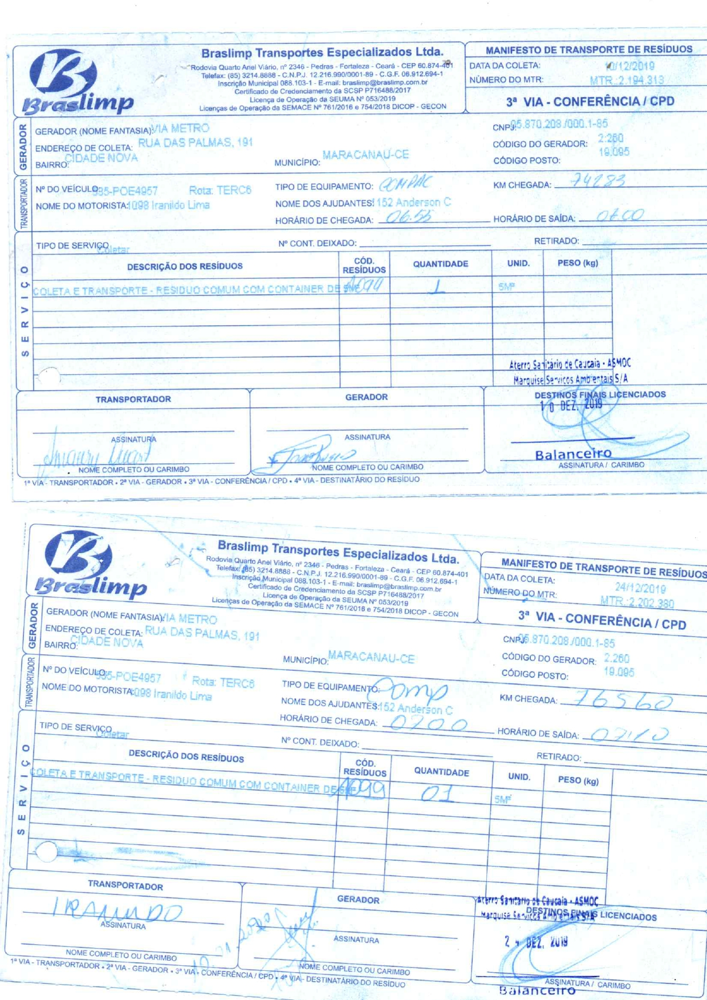 Braslimp
Braslimp Transportes Especializados Ltda.
Rodovia Quarto Anel Viário, nº 2346 - Pedras - Fortaleza - Ceará - CEP 60.874-401
Telefax: (85) 3214.8888 - C.N.P.J. 12.216.990/0001-89 - C.G.F. 06.912.694-1
Inscrição Municipal 088.103-1 - E-mail: braslimp@braslimp.com.br
Certificado de Credenciamento da SCSP P716488/2017
Licença de Operação da SEUMA Nº 053/2019
Licenças de Operação da SEMACE Nº 761/2016 e 754/2018 DICOP - GECON
MANIFESTO DE TRANSPORTE DE RESÍDUOS
DATA DA COLETA: 10/12/2019
NÚMERO DO MTR: MTR.:2.194.313
3ª VIA - CONFERÊNCIA / CPD
GERADOR
GERADOR (NOME FANTASIA): VIA METRO CNPJ: 05.870.208./000.1-85
ENDEREÇO DE COLETA: RUA DAS PALMAS, 191 CÓDIGO DO GERADOR: 2.260
BAIRRO: CIDADE NOVA MUNICÍPIO: MARACANAU-CE CÓDIGO POSTO: 19.095
TRANSPORTADOR
Nº DO VEÍCULO: 985-POE4957 Rota: TERC6 TIPO DE EQUIPAMENTO: COMPAC KM CHEGADA: 74283
NOME DO MOTORISTA: 1098 Iranildo Lima NOME DOS AJUDANTES: 1152 Anderson C
HORÁRIO DE CHEGADA: 06.55 HORÁRIO DE SAÍDA: 07.00
SERVIÇO
TIPO DE SERVIÇO Coletar Nº CONT. DEIXADO: RETIRADO:
DESCRIÇÃO DOS RESÍDUOS CÓD. RESÍDUOS QUANTIDADE UNID. PESO (kg)
COLETA E TRANSPORTE - RESIDUO COMUM COM CONTAINER DE 5M³ A099 1 5M³
Aterro Sanitário de Caucaia - ASMOC
Marquise Serviços Ambientais S/A
TRANSPORTADOR GERADOR DESTINOS FINAIS LICENCIADOS
10 DEZ. 2019
ASSINATURA ASSINATURA
Balanceiro
NOME COMPLETO OU CARIMBO NOME COMPLETO OU CARIMBO ASSINATURA / CARIMBO
1ª VIA - TRANSPORTADOR • 2ª VIA - GERADOR • 3ª VIA - CONFERÊNCIA / CPD • 4ª VIA - DESTINATÁRIO DO RESÍDUO
Braslimp
Braslimp Transportes Especializados Ltda.
Rodovia Quarto Anel Viário, nº 2346 - Pedras - Fortaleza - Ceará - CEP 60.874-401
Telefax: (85) 3214.8888 - C.N.P.J. 12.216.990/0001-89 - C.G.F. 06.912.694-1
Inscrição Municipal 088.103-1 - E-mail: braslimp@braslimp.com.br
Certificado de Credenciamento da SCSP P716488/2017
Licença de Operação da SEUMA Nº 053/2019
Licenças de Operação da SEMACE Nº 761/2016 e 754/2018 DICOP - GECON
MANIFESTO DE TRANSPORTE DE RESÍDUOS
DATA DA COLETA: 24/12/2019
NÚMERO DO MTR: MTR.:2.202.380
3ª VIA - CONFERÊNCIA / CPD
GERADOR
GERADOR (NOME FANTASIA): VIA METRO CNPJ: 05.870.208./000.1-85
ENDEREÇO DE COLETA: RUA DAS PALMAS, 191 CÓDIGO DO GERADOR: 2.260
BAIRRO: CIDADE NOVA MUNICÍPIO: MARACANAU-CE CÓDIGO POSTO: 19.095
TRANSPORTADOR
Nº DO VEÍCULO: 985-POE4957 Rota: TERC6 TIPO DE EQUIPAMENTO: Comp KM CHEGADA: 76560
NOME DO MOTORISTA: 1098 Iranildo Lima NOME DOS AJUDANTES: 1152 Anderson C
HORÁRIO DE CHEGADA: 0700 HORÁRIO DE SAÍDA: 07:10
SERVIÇO
TIPO DE SERVIÇO Coletar Nº CONT. DEIXADO: RETIRADO:
DESCRIÇÃO DOS RESÍDUOS CÓD. RESÍDUOS QUANTIDADE UNID. PESO (kg)
COLETA E TRANSPORTE - RESIDUO COMUM COM CONTAINER DE 5M³ A099 01 5M³
TRANSPORTADOR GERADOR
Aterro Sanitário de Caucaia - ASMOC
DESTINOS FINAIS LICENCIADOS
Marquise Serviços Ambientais S/A
ASSINATURA ASSINATURA
24 DEZ. 2019
NOME COMPLETO OU CARIMBO NOME COMPLETO OU CARIMBO ASSINATURA / CARIMBO
Balanceiro
1ª VIA - TRANSPORTADOR • 2ª VIA - GERADOR • 3ª VIA - CONFERÊNCIA / CPD • 4ª VIA - DESTINATÁRIO DO RESÍDUO